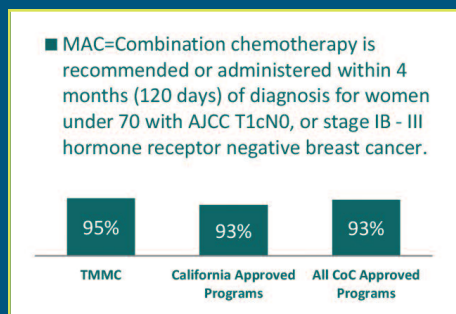 ■ MAC=Combination chemotherapy is
recommended or administered within 4
months (120 days) of diagnosis for women
under 70 with AJCC T1cN0, or stage IB - III
hormone receptor negative breast cancer.
95%
93%
93%
TMMC
California Approved
Programs
All CoC Approved
Programs